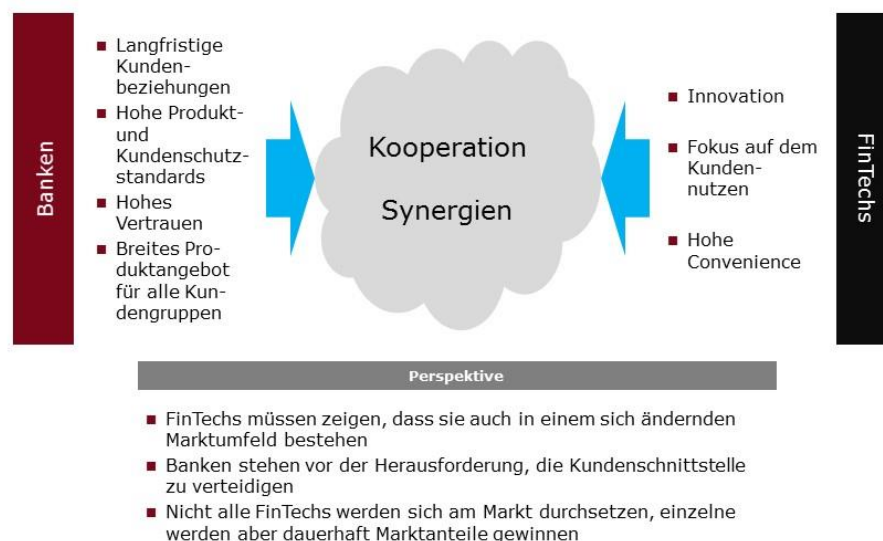 Banken
Langfristige
Kunden-
beziehungen
Hohe Produkt-
und
Kundenschutz-
standards
Hohes
Vertrauen
Breites Pro-
duktangebot
für alle Kun-
dengruppen
Kooperation
Synergien
Innovation
Fokus auf dem
Kunden-
nutzen
Hohe
Convenience
FinTechs
Perspektive
FinTechs müssen zeigen, dass sie auch in einem sich ändernden
Marktumfeld bestehen
Banken stehen vor der Herausforderung, die Kundenschnittstelle
zu verteidigen
Nicht alle FinTechs werden sich am Markt durchsetzen, einzelne
werden aber dauerhaft Marktanteile gewinnen